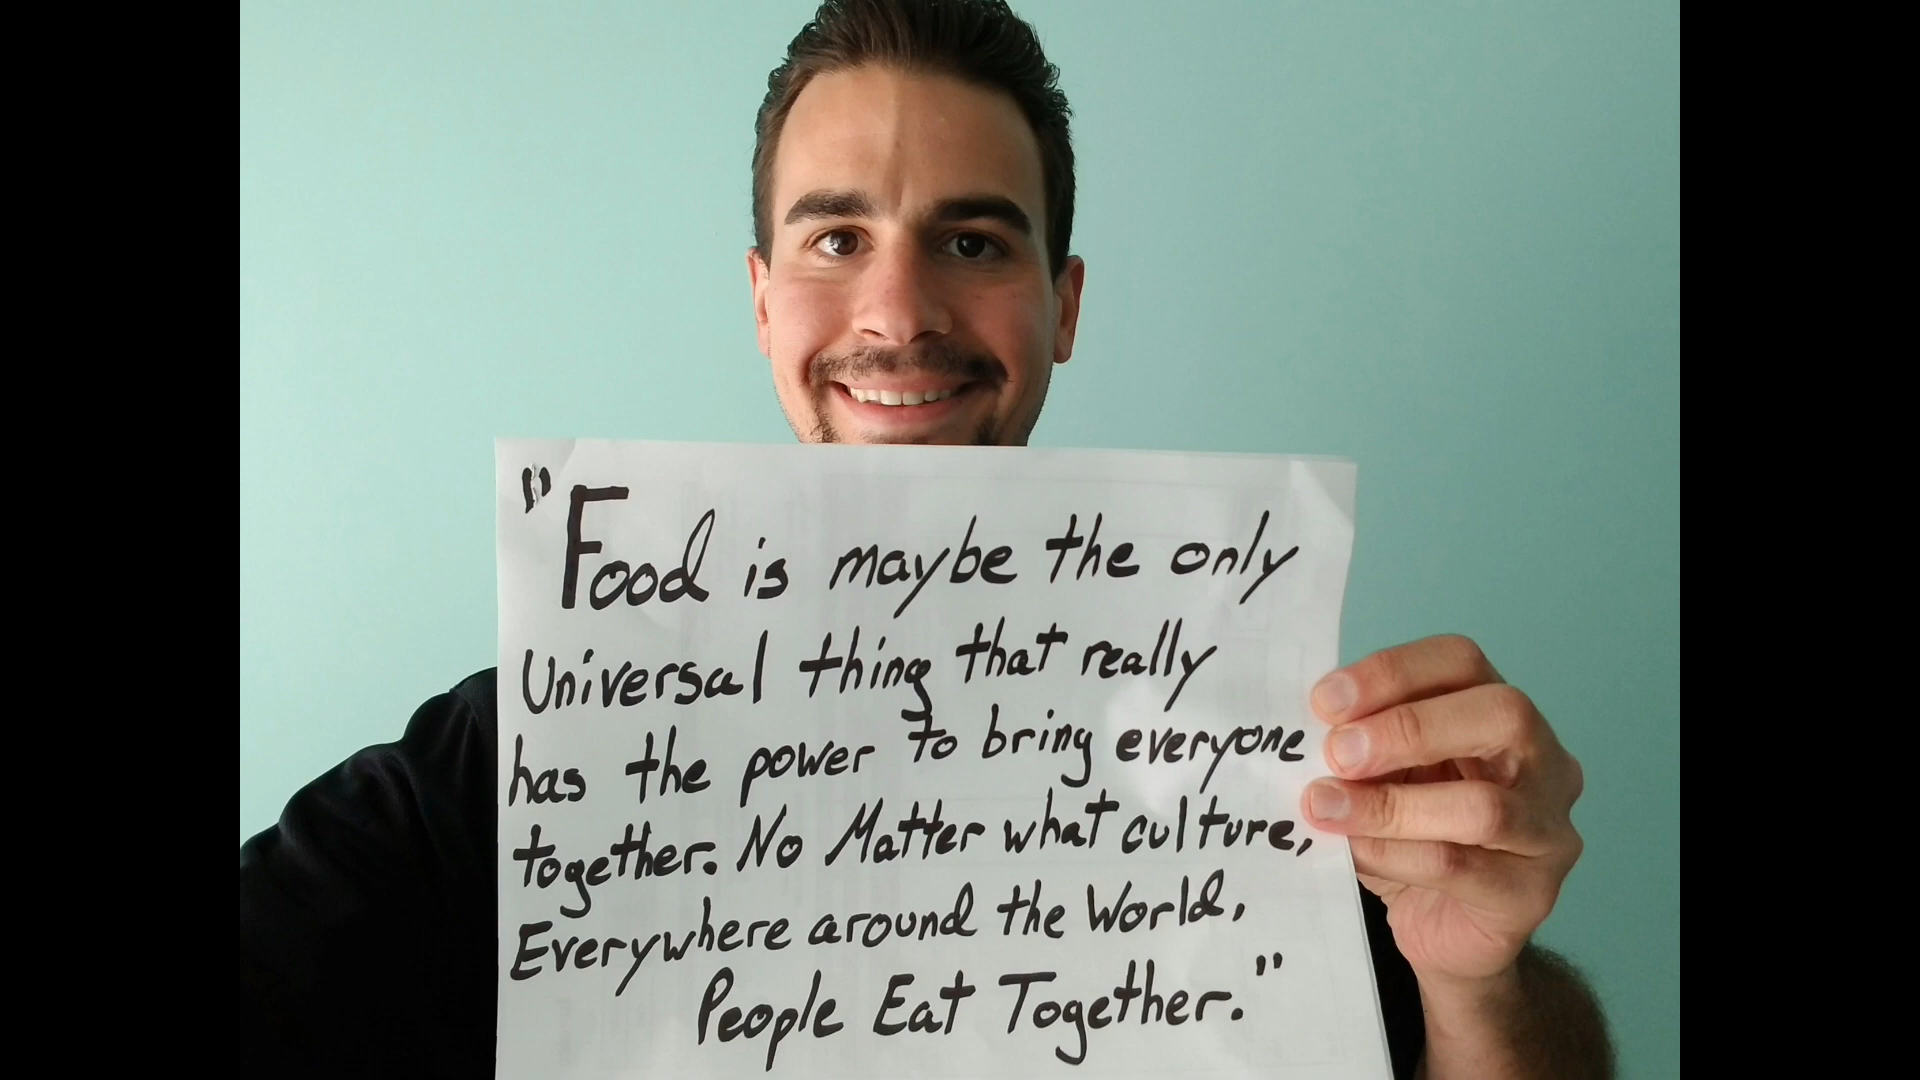 "Food is maybe the only
Universal thing that really
has the power to bring everyone
together. No Matter what culture,
Everywhere around the World,
People Eat Together."